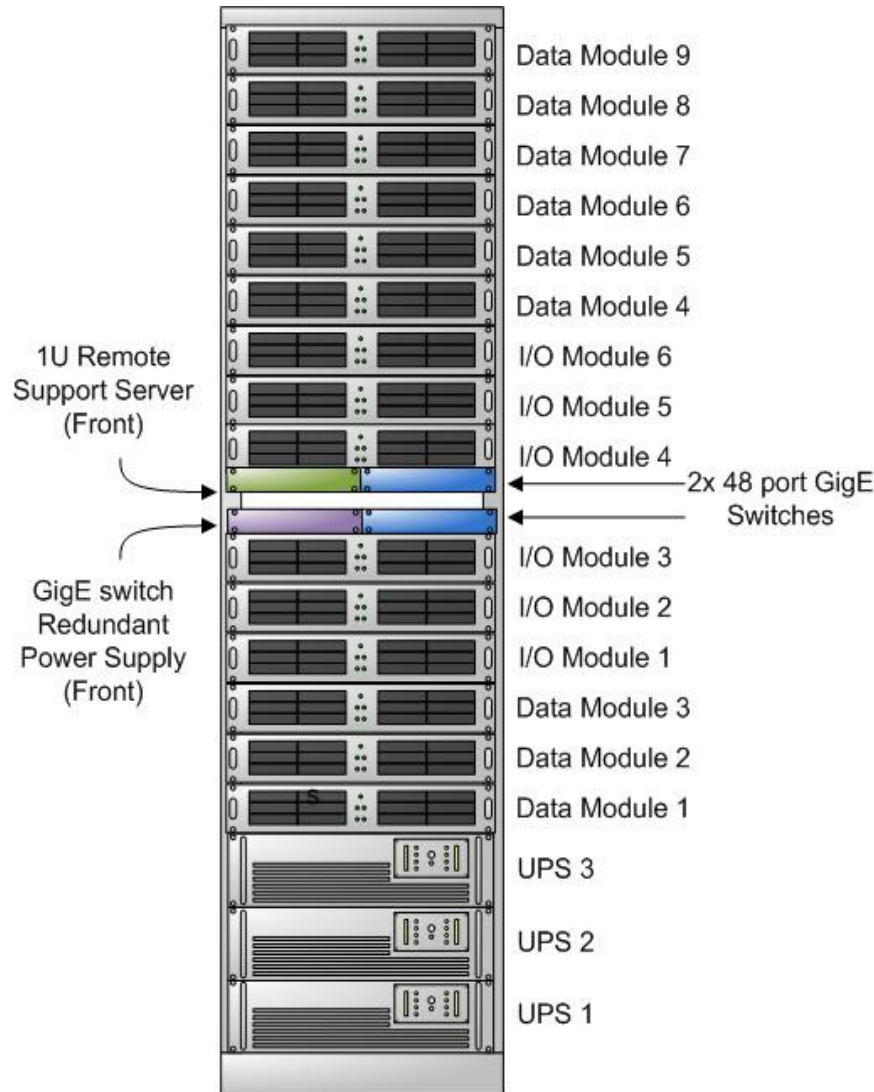 Data Module 9
Data Module 8
Data Module 7
Data Module 6
Data Module 5
Data Module 4
I/O Module 6
I/O Module 5
I/O Module 4
1U Remote
Support Server
(Front)
2x 48 port GigE
Switches
GigE switch
Redundant
Power Supply
(Front)
I/O Module 3
I/O Module 2
I/O Module 1
Data Module 3
Data Module 2
S
Data Module 1
UPS 3
UPS 2
UPS 1